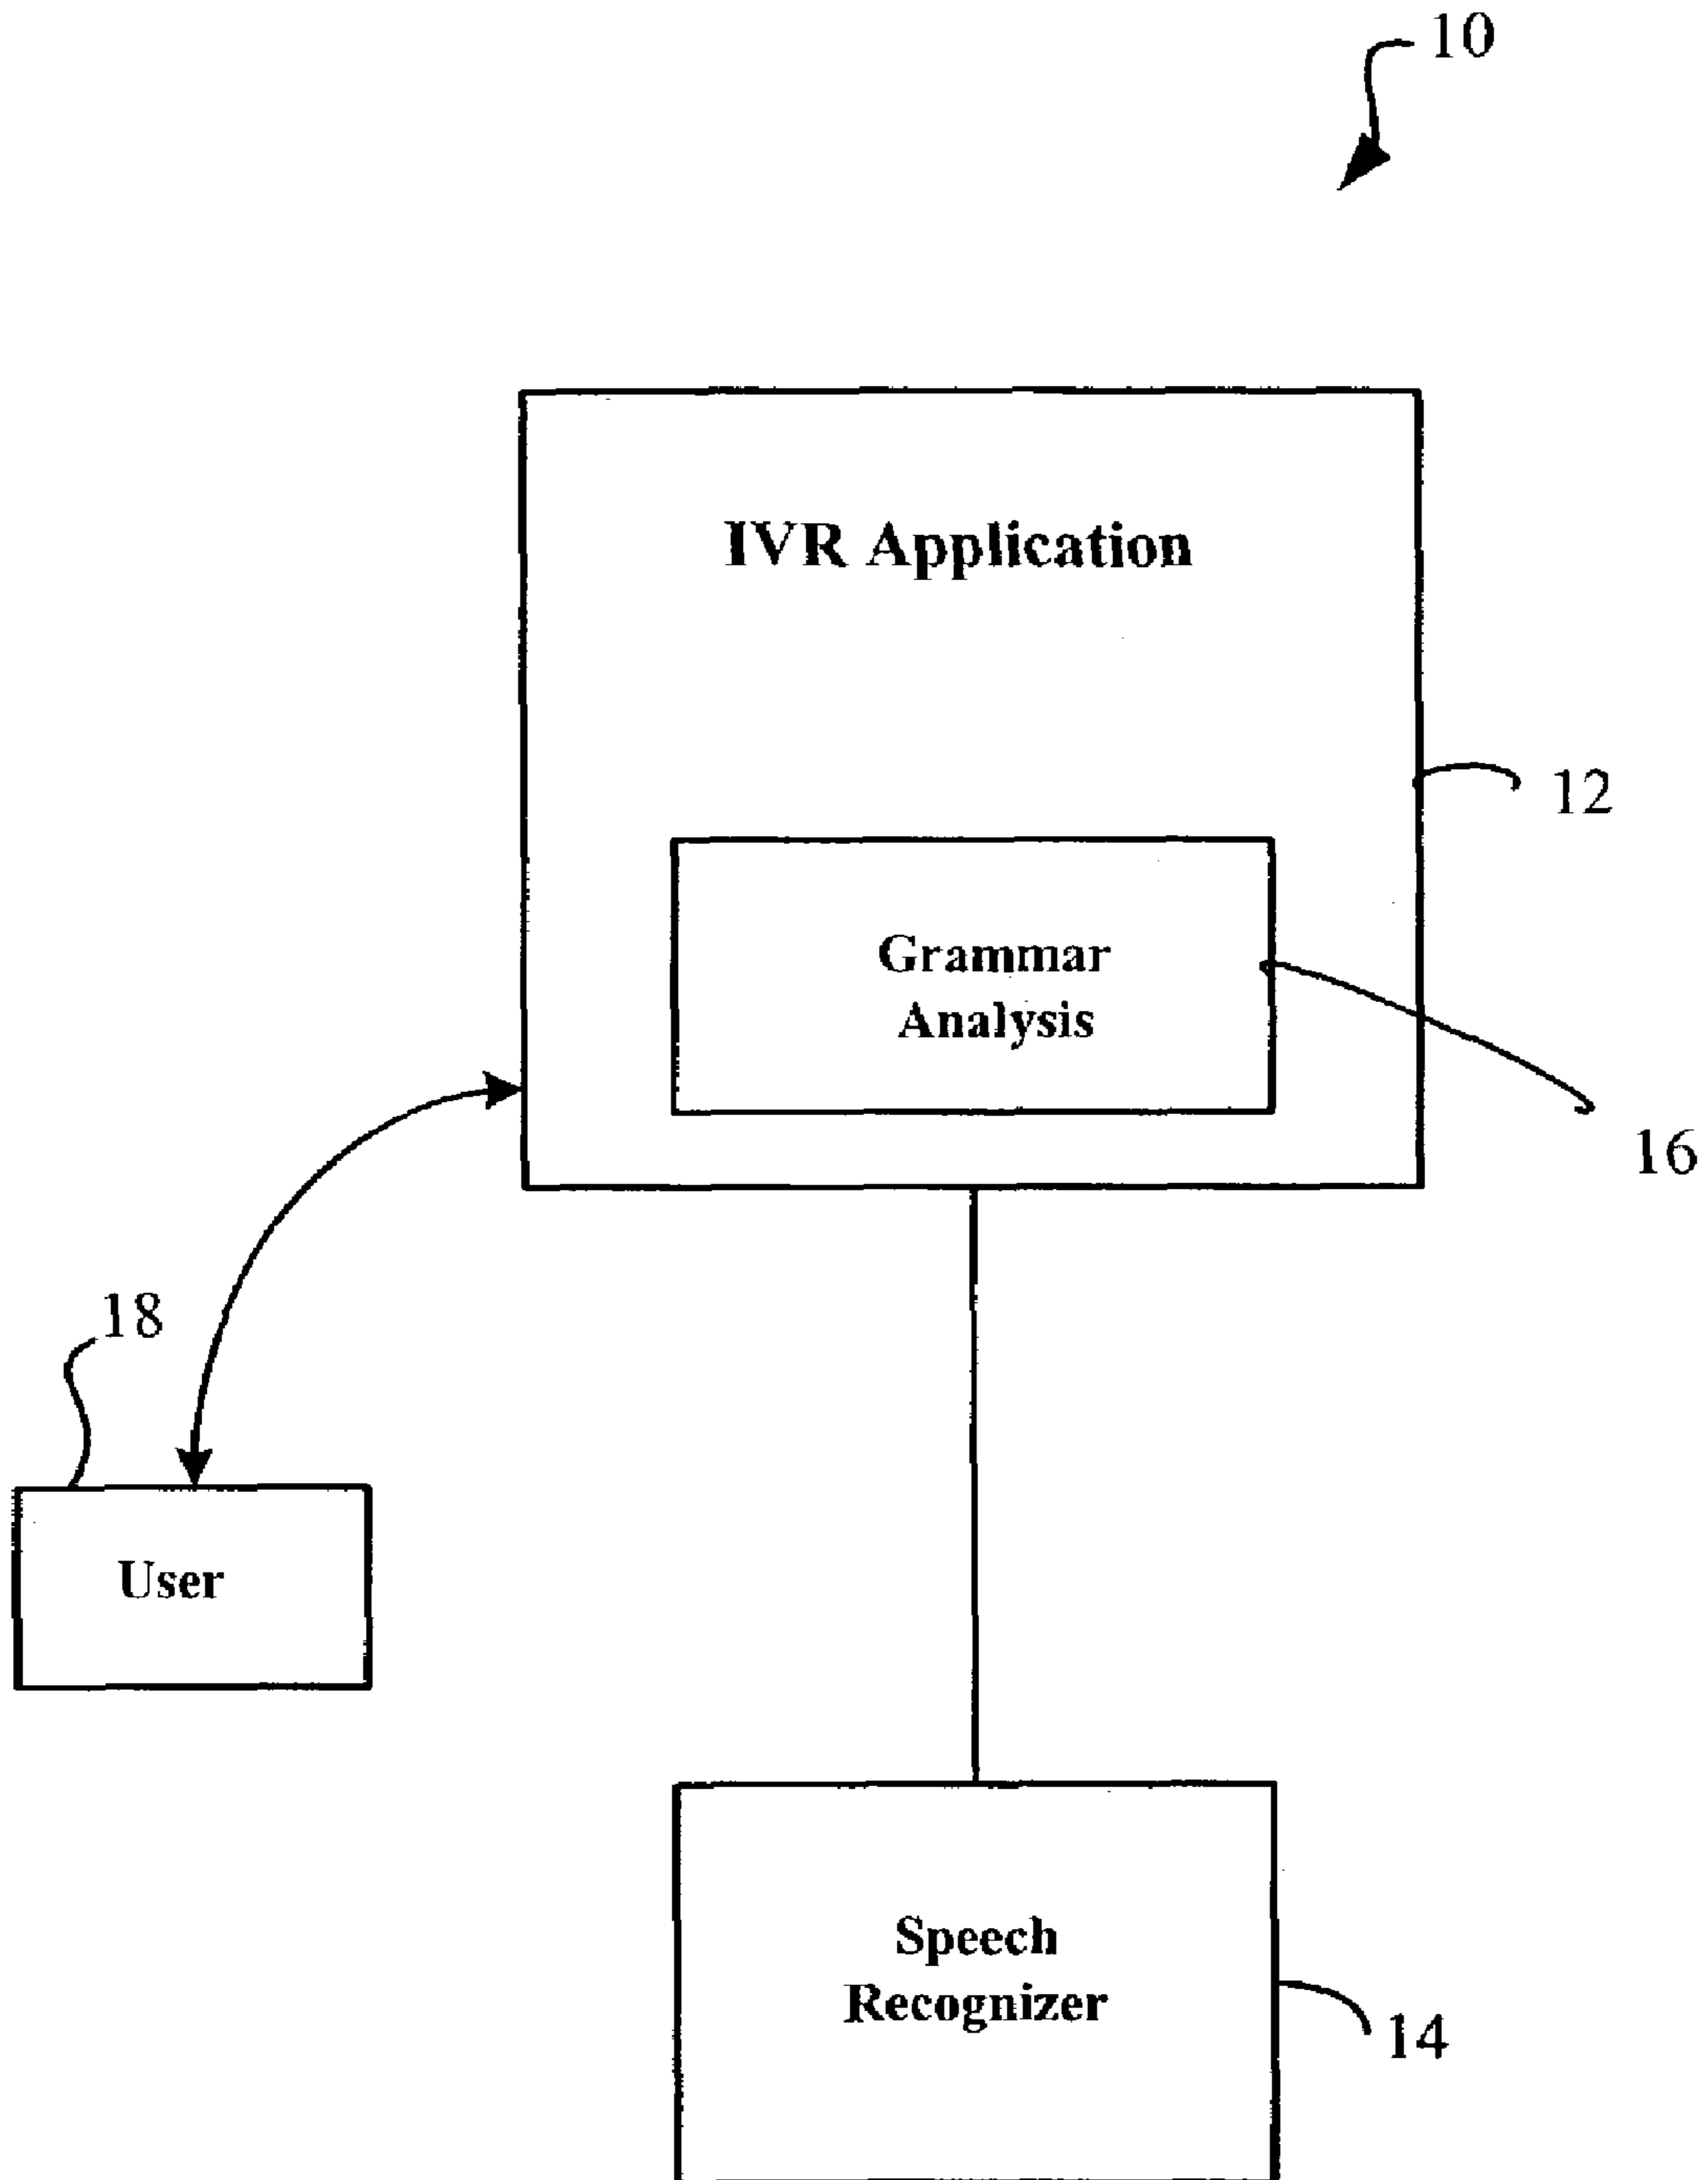 10
IVR Application
12
Grammar
Analysis
16
18
User
Speech
Recognizer
14